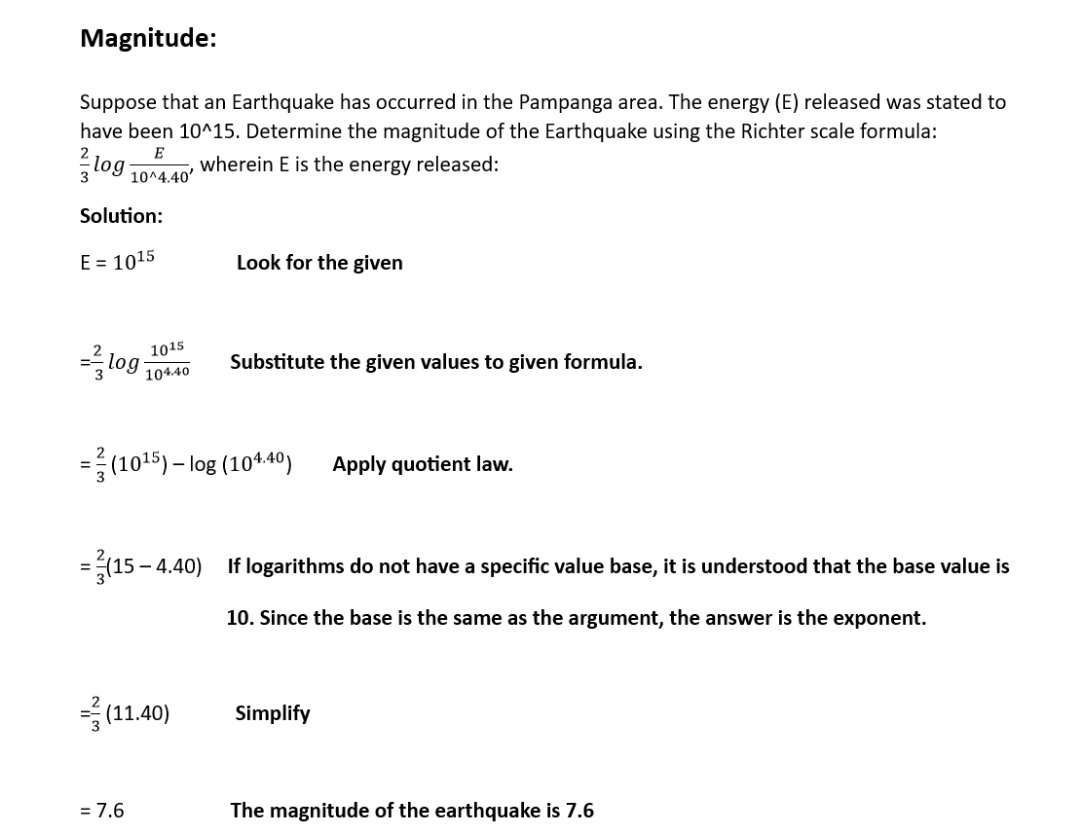 Magnitude:
Suppose that an Earthquake has occurred in the Pampanga area. The energy (E) released was stated to
have been 10^15. Determine the magnitude of the Earthquake using the Richter scale formula:
$\frac{2}{3} log \frac{E}{10^\wedge 4.40}$, wherein E is the energy released:
Solution:
E = 10¹⁵ Look for the given
=$\frac{2}{3} log \frac{10^{15}}{10^{4.40}}$ Substitute the given values to given formula.
= $\frac{2}{3}$ (10¹⁵) – log (10$^{4.40}$) Apply quotient law.
= $\frac{2}{3}$(15 – 4.40) If logarithms do not have a specific value base, it is understood that the base value is
10. Since the base is the same as the argument, the answer is the exponent.
=$\frac{2}{3}$ (11.40) Simplify
= 7.6 The magnitude of the earthquake is 7.6